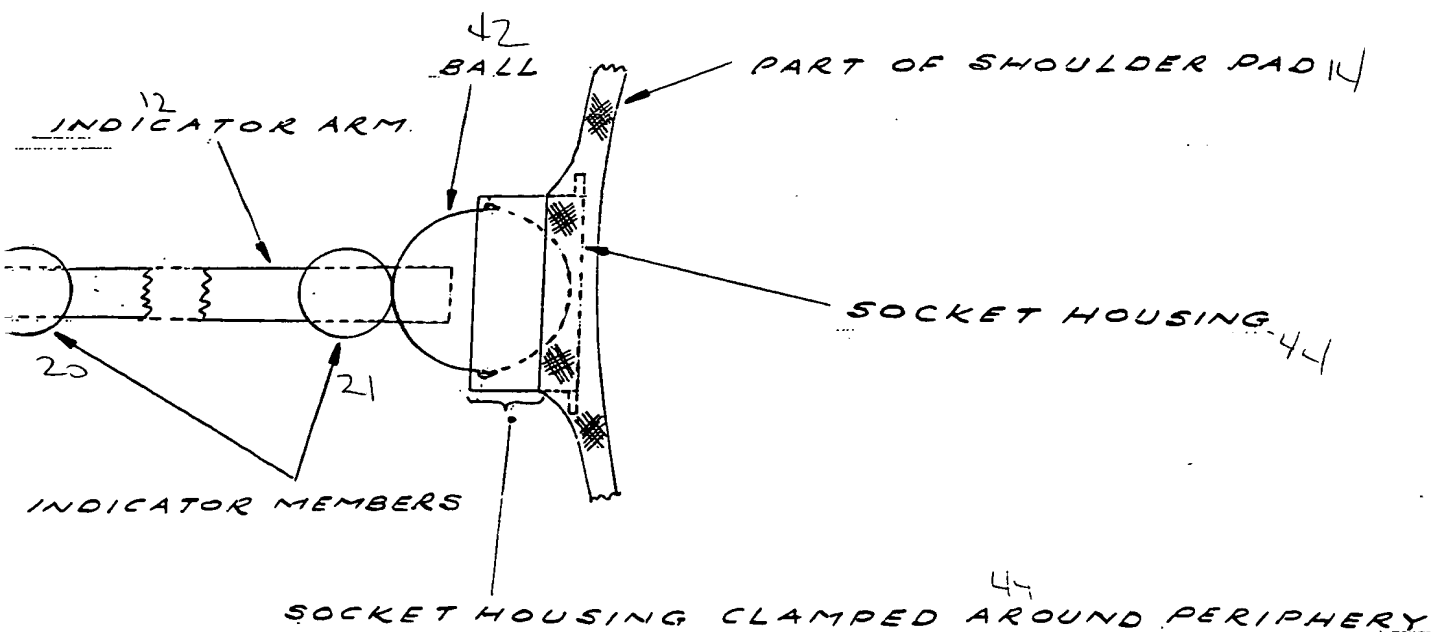 42
BALL
PART OF SHOULDER PAD 14
12
INDICATOR ARM.
SOCKET HOUSING 44
20
21
INDICATOR MEMBERS
44
SOCKET HOUSING CLAMPED AROUND PERIPHERY